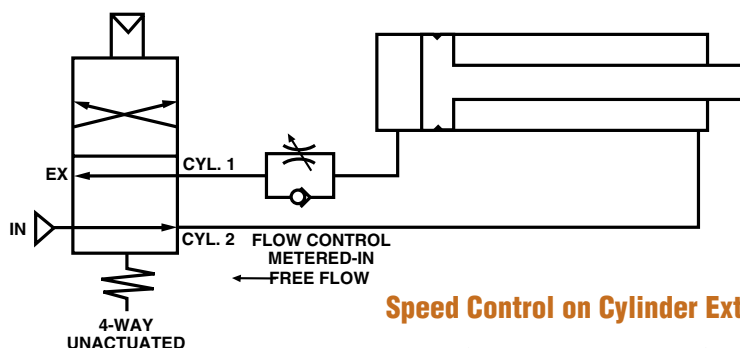 EX
CYL. 1
IN
CYL. 2
FLOW CONTROL
METERED-IN
FREE FLOW
4-WAY
UNACTUATED
Speed Control on Cylinder Ext